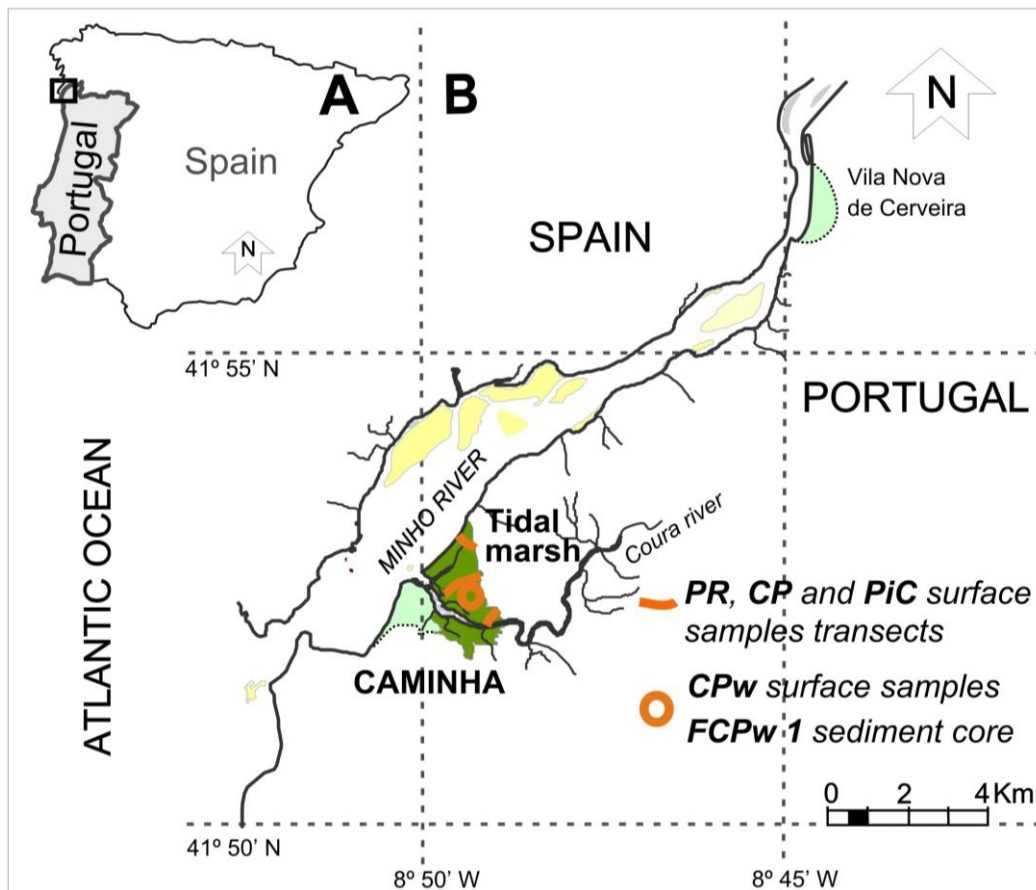 A
B
N
Portugal
Spain
N
Vila Nova
de Cerveira
SPAIN
41º 55’ N
PORTUGAL
ATLANTIC OCEAN
MINHO RIVER
Tidal
marsh
Coura river
PR, CP and PiC surface
samples transects
CAMINHA
CPw surface samples
FCPw 1 sediment core
0 2 4 Km
41º 50’ N
8º 50’ W
8º 45’ W